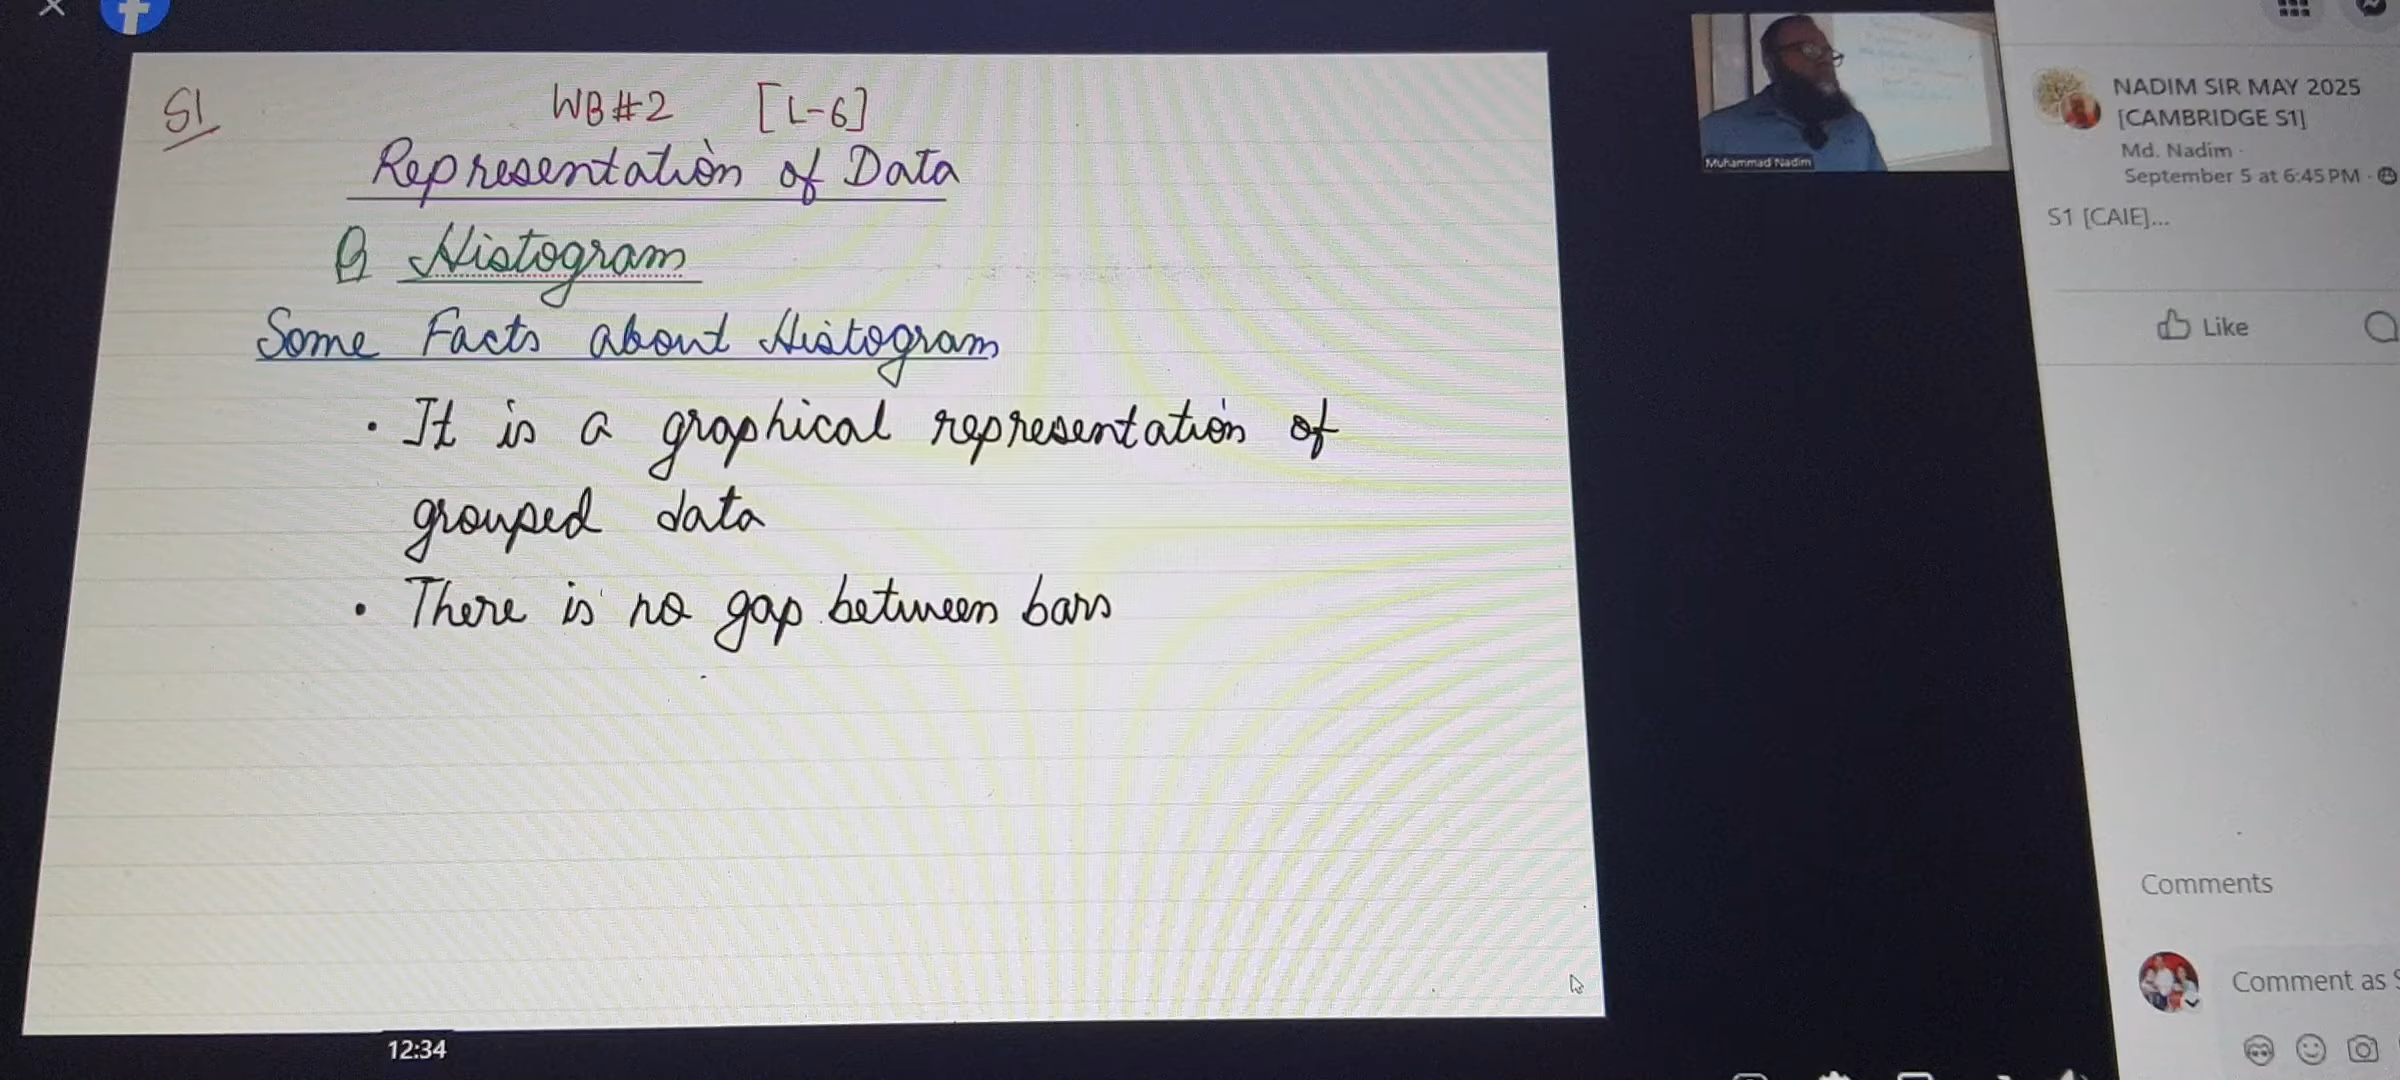 S1
WB#2 [L-6]
Representation of Data
Histogram
Some Facts about Histogram
• It is a graphical representation of
grouped data
• There is no gap between bars
12:34
Muhammad Nadim
NADIM SIR MAY 2025
[CAMBRIDGE S1]
Md. Nadim ·
September 5 at 6:45 PM ·
S1 [CAIE]...
Like
Comments
Comment as S